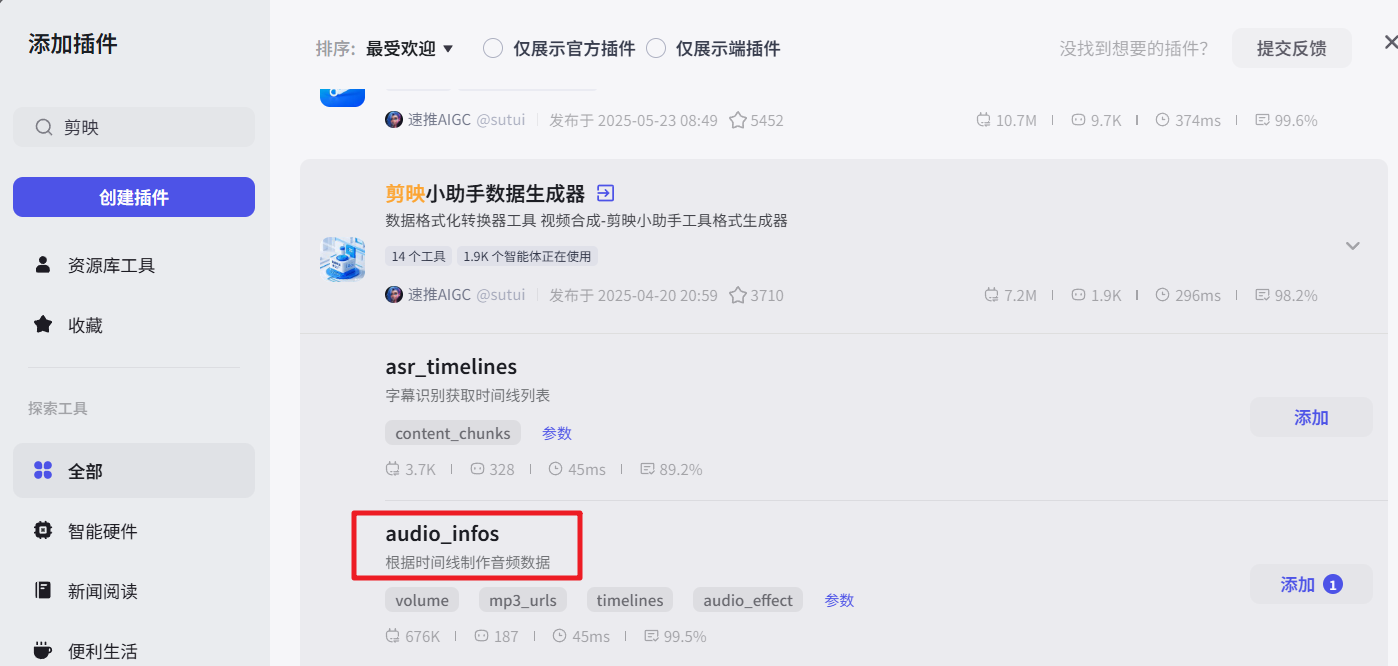 添加插件
剪映
创建插件
资源库工具
收藏
探索工具
全部
智能硬件
新闻阅读
便利生活
排序: 最受欢迎 仅展示官方插件 仅展示端插件 没找到想要的插件? 提交反馈
速推AIGC @sutui 发布于 2025-05-23 08:49 5452 10.7M 9.7K 374ms 99.6%
剪映小助手数据生成器
数据格式化转换器工具 视频合成-剪映小助手工具格式生成器
14 个工具 1.9K 个智能体正在使用
速推AIGC @sutui 发布于 2025-04-20 20:59 3710 7.2M 1.9K 296ms 98.2%
asr_timelines
字幕识别获取时间线列表
添加
content_chunks 参数
3.7K 328 45ms 89.2%
audio_infos
根据时间线制作音频数据
添加 1
volume mp3_urls timelines audio_effect 参数
676K 187 45ms 99.5%